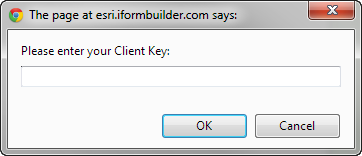 The page at esri.iformbuilder.com says:
Please enter your Client Key:
OK Cancel